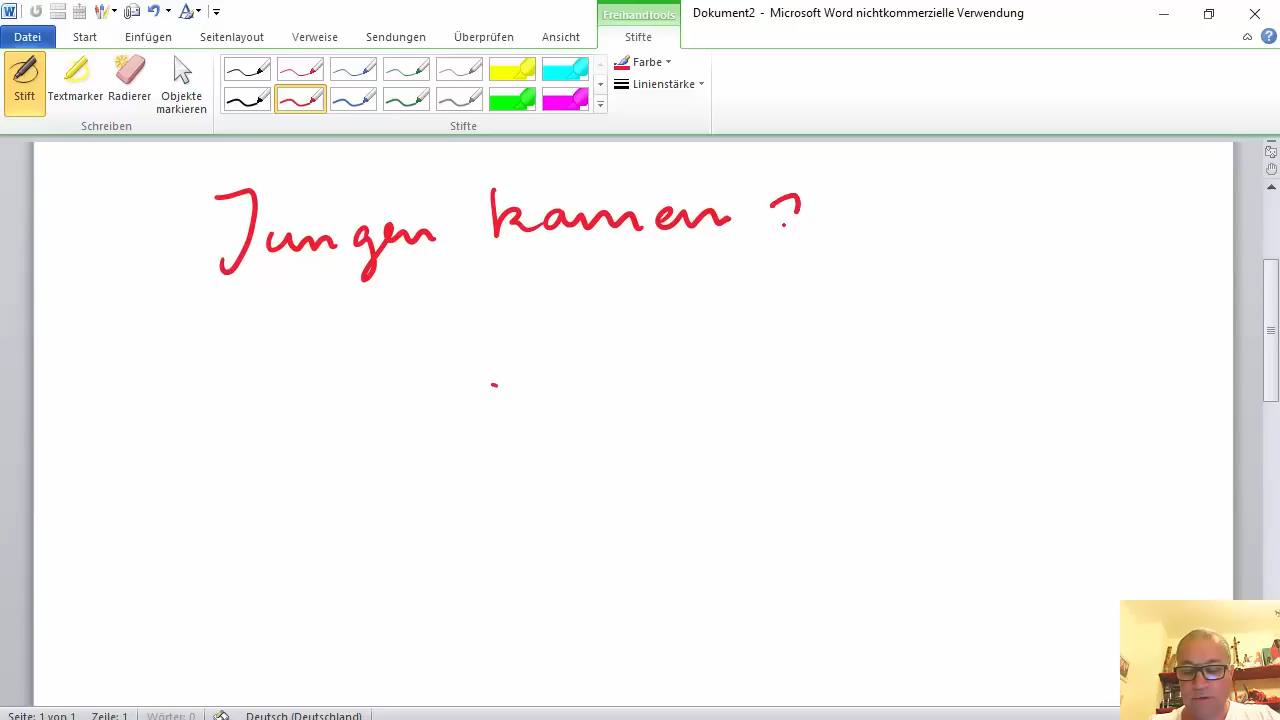 Freihandtools
Dokument2 - Microsoft Word nichtkommerzielle Verwendung
Datei Start Einfügen Seitenlayout Verweise Sendungen Überprüfen Ansicht Stifte
Stift Textmarker Radierer Objekte markieren
Farbe
Linienstärke
Schreiben Stifte
Jungen kamen ?
Seite: 1 von 1 Zeile: 1 Wörter: 0 Deutsch (Deutschland)